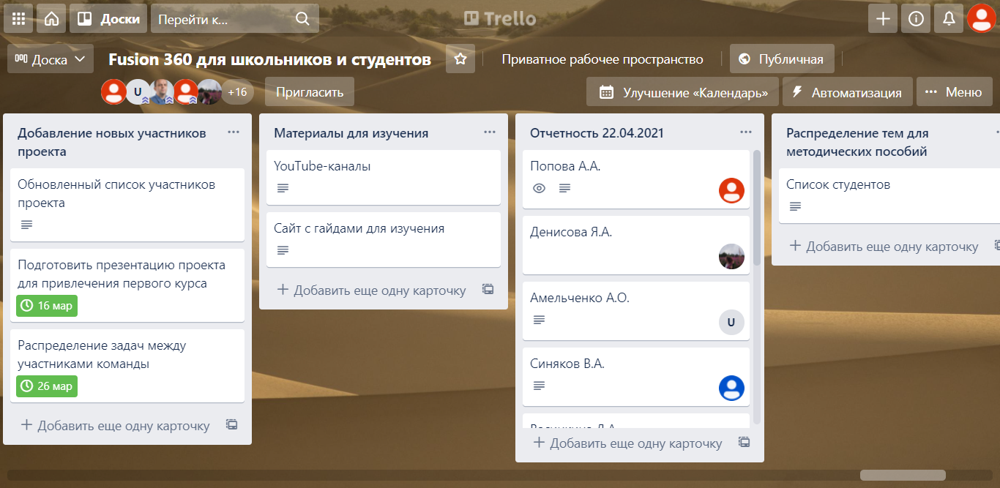 Доски
Перейти к...
Trello
Доска
Fusion 360 для школьников и студентов
Приватное рабочее пространство
Публичная
U
+16
Пригласить
Улучшение «Календарь»
Автоматизация
Меню
Добавление новых участников
проекта
Обновленный список участников
проекта
Подготовить презентацию проекта
для привлечения первого курса
16 мар
Распределение задач между
участниками команды
26 мар
Добавить еще одну карточку
Материалы для изучения
YouTube-каналы
Сайт с гайдами для изучения
Добавить еще одну карточку
Отчетность 22.04.2021
Попова А.А.
Денисова Я.А.
Амельченко А.О.
U
Синяков В.А.
Добавить еще одну карточку
Распределение тем для
методических пособий
Список студентов
Добавить еще одну карточку